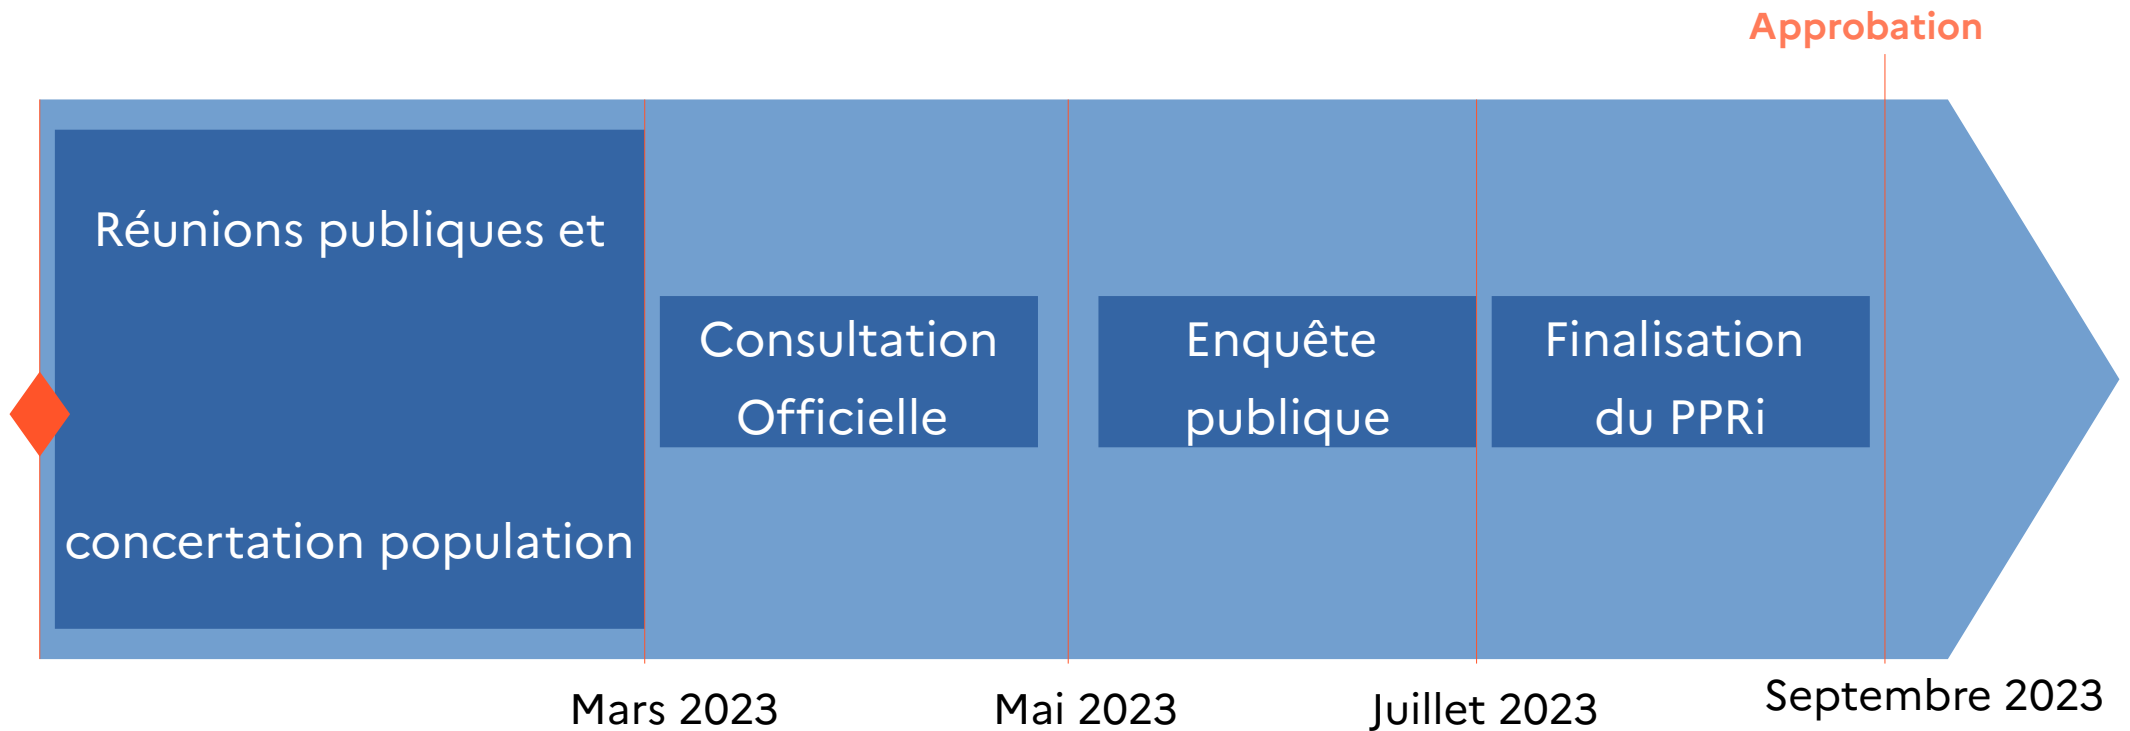 Approbation
Réunions publiques et
concertation population
Consultation
Officielle
Enquête
publique
Finalisation
du PPRi
Mars 2023
Mai 2023
Juillet 2023
Septembre 2023